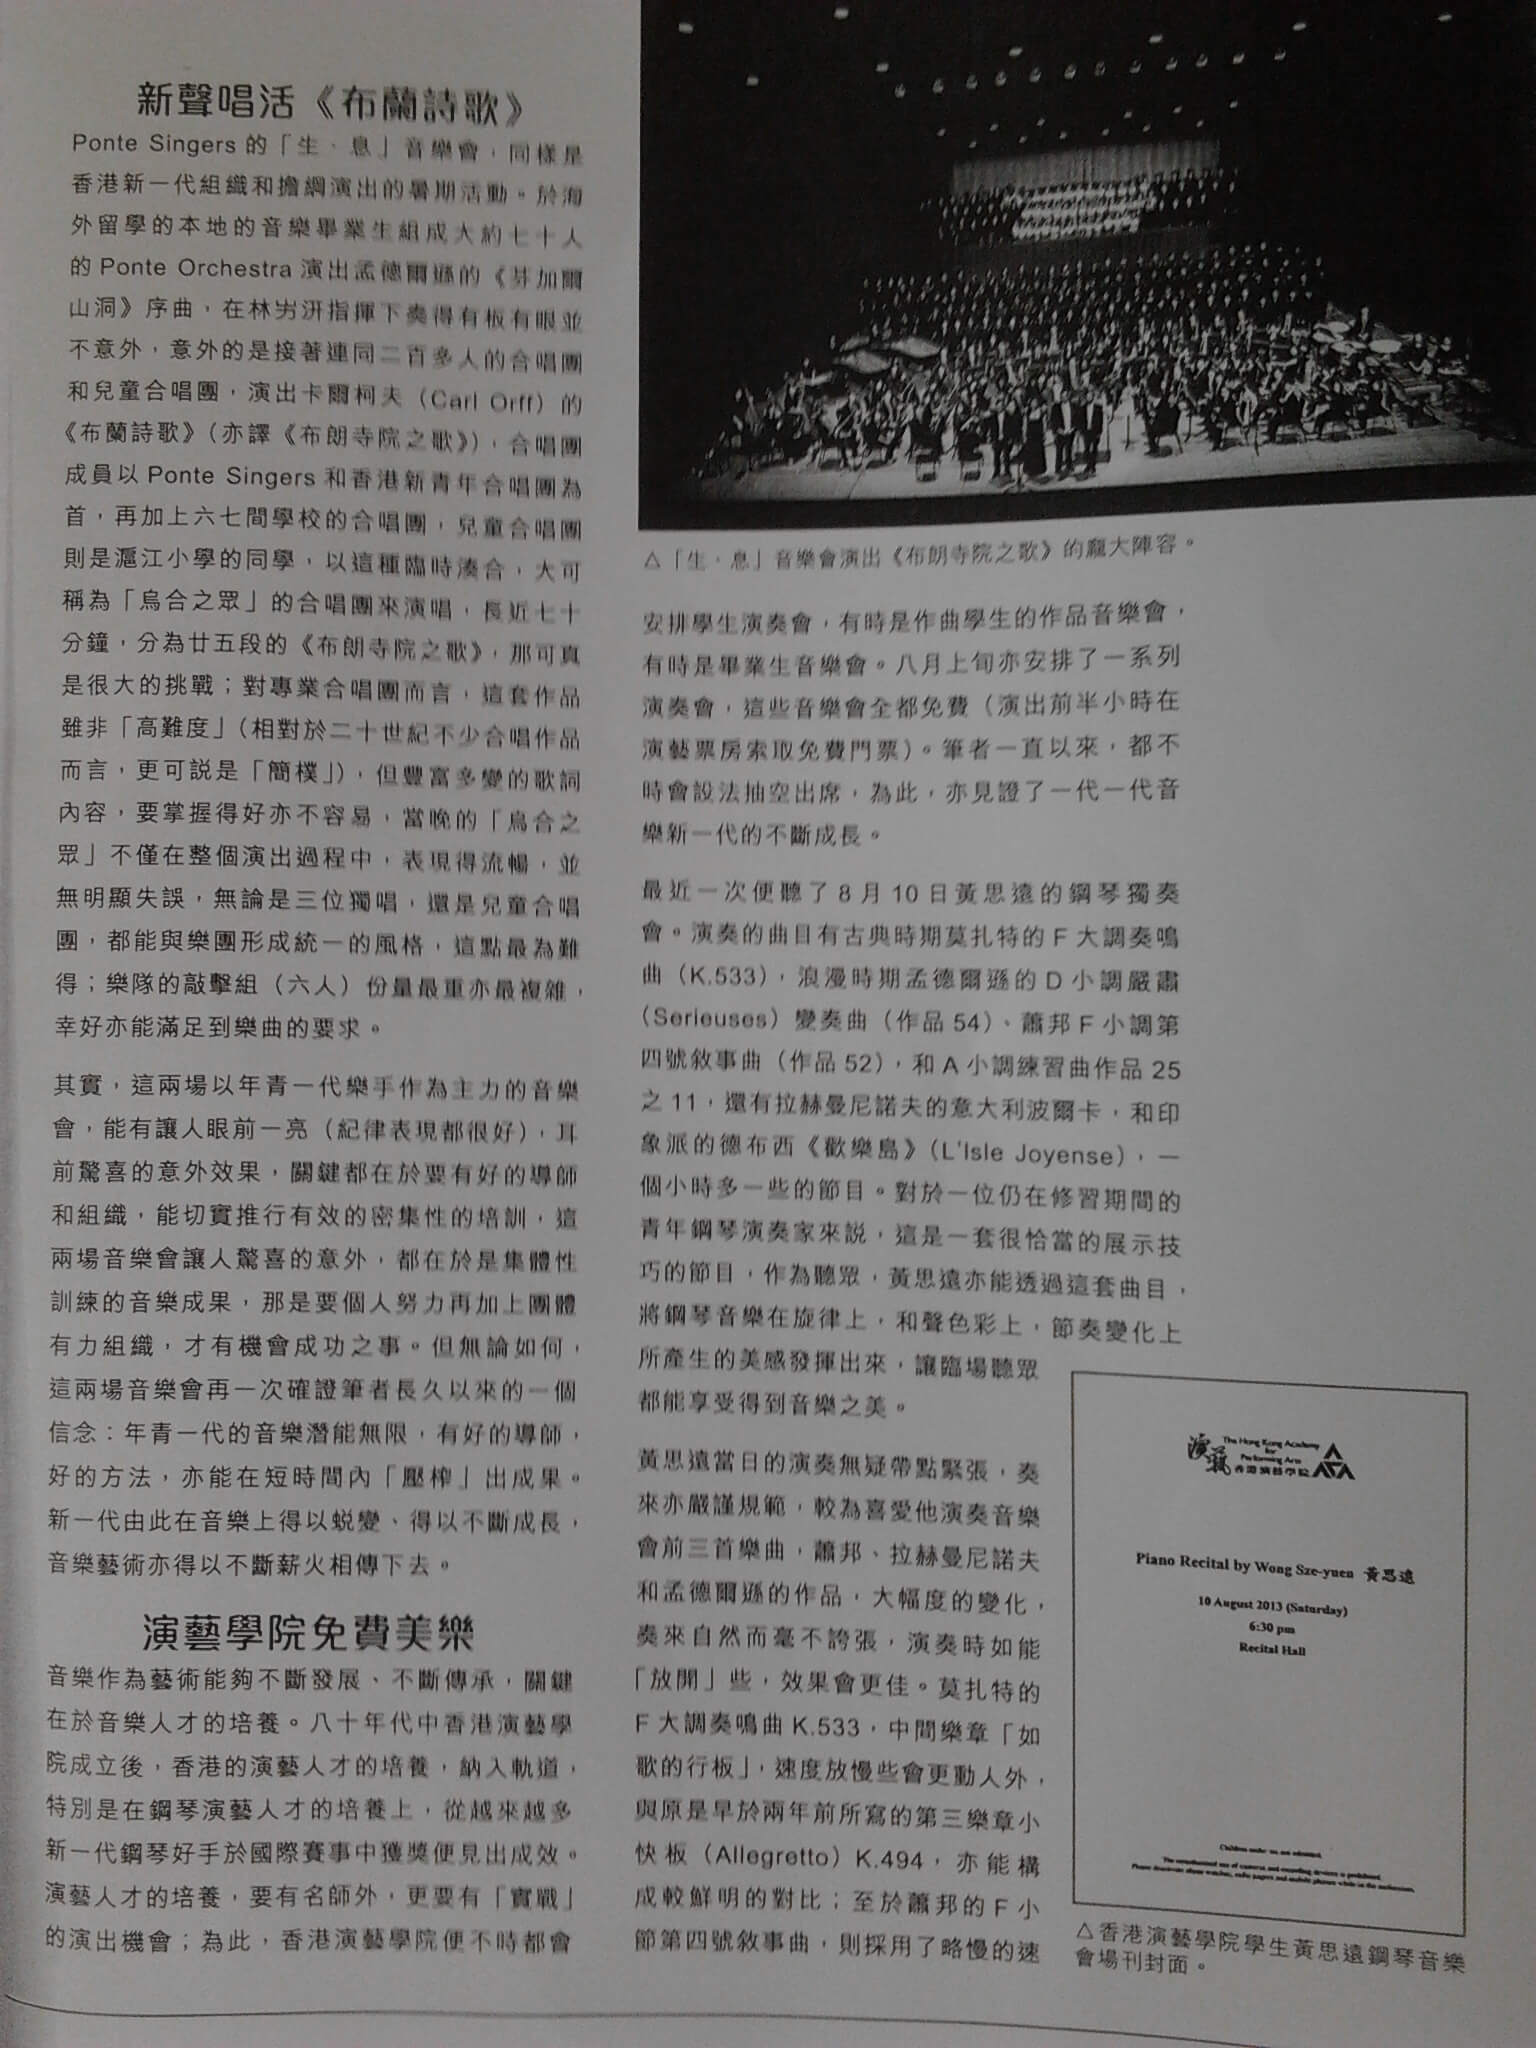 新聲唱活《布蘭詩歌》
Ponte Singers 的「生．息」音樂會，同樣是
香港新一代組織和擔綱演出的暑期活動。於海
外留學的本地的音樂畢業生組成大約七十人
的 Ponte Orchestra 演出孟德爾遜的《芬加爾
山洞》序曲，在林屴汧指揮下奏得有板有眼並
不意外，意外的是接著連同二百多人的合唱團
和兒童合唱團，演出卡爾柯夫（Carl Orff）的
《布蘭詩歌》（亦譯《布朗寺院之歌》），合唱團
成員以 Ponte Singers 和香港新青年合唱團為
首，再加上六七間學校的合唱團，兒童合唱團
則是滬江小學的同學，以這種臨時湊合，大可
稱為「烏合之眾」的合唱團來演唱，長近七十
分鐘，分為廿五段的《布朗寺院之歌》，那可真
是很大的挑戰；對專業合唱團而言，這套作品
雖非「高難度」（相對於二十世紀不少合唱作品
而言，更可説是「簡樸」），但豐富多變的歌詞
內容，要掌握得好亦不容易，當晚的「烏合之
眾」不僅在整個演出過程中，表現得流暢，並
無明顯失誤，無論是三位獨唱，還是兒童合唱
團，都能與樂團形成統一的風格，這點最為難
得；樂隊的敲擊組（六人）份量最重亦最複雜，
幸好亦能滿足到樂曲的要求。
其實，這兩場以年青一代樂手作為主力的音樂
會，能有讓人眼前一亮（紀律表現都很好），耳
前驚喜的意外效果，關鍵都在於要有好的導師
和組織，能切實推行有效的密集性的培訓，這
兩場音樂會讓人驚喜的意外，都在於是集體性
訓練的音樂成果，那是要個人努力再加上團體
有力組織，才有機會成功之事。但無論如何，
這兩場音樂會再一次確證筆者長久以來的一個
信念：年青一代的音樂潛能無限，有好的導師，
好的方法，亦能在短時間內「壓榨」出成果。
新一代由此在音樂上得以蜕變、得以不斷成長，
音樂藝術亦得以不斷薪火相傳下去。
演藝學院免費美樂
音樂作為藝術能夠不斷發展、不斷傳承，關鍵
在於音樂人才的培養。八十年代中香港演藝學
院成立後，香港的演藝人才的培養，納入軌道，
特別是在鋼琴演藝人才的培養上，從越來越多
新一代鋼琴好手於國際賽事中獲獎便見出成效。
演藝人才的培養，要有名師外，更要有「實戰」
的演出機會；為此，香港演藝學院便不時都會
△「生．息」音樂會演出《布朗寺院之歌》的龐大陣容。
安排學生演奏會，有時是作曲學生的作品音樂會，
有時是畢業生音樂會。八月上旬亦安排了一系列
演奏會，這些音樂會全都免費（演出前半小時在
演藝票房索取免費門票）。筆者一直以來，都不
時會設法抽空出席，為此，亦見證了一代一代音
樂新一代的不斷成長。
最近一次便聽了 8 月 10 日黃思遠的鋼琴獨奏
會。演奏的曲目有古典時期莫扎特的 F 大調奏鳴
曲（K.533），浪漫時期孟德爾遜的 D 小調嚴肅
（Serieuses）變奏曲（作品 54）、蕭邦 F 小調第
四號敘事曲（作品 52），和 A 小調練習曲作品 25
之 11，還有拉赫曼尼諾夫的意大利波爾卡，和印
象派的德布西《歡樂島》（L'Isle Joyense），一
個小時多一些的節目。對於一位仍在修習期間的
青年鋼琴演奏家來説，這是一套很恰當的展示技
巧的節目，作為聽眾，黃思遠亦能透過這套曲目，
將鋼琴音樂在旋律上，和聲色彩上，節奏變化上
所產生的美感發揮出來，讓臨場聽眾
都能享受得到音樂之美。
黃思遠當日的演奏無疑帶點緊張，奏
來亦嚴謹規範，較為喜愛他演奏音樂
會前三首樂曲，蕭邦、拉赫曼尼諾夫
和孟德爾遜的作品，大幅度的變化，
奏來自然而毫不誇張，演奏時如能
「放開」些，效果會更佳。莫扎特的
F 大調奏鳴曲 K.533，中間樂章「如
歌的行板」，速度放慢些會更動人外，
與原是早於兩年前所寫的第三樂章小
快板（Allegretto）K.494，亦能構
成較鮮明的對比；至於蕭邦的 F 小
節第四號敘事曲，則採用了略慢的速
演藝
The Hong Kong Academy
for
Performing Arts
香港演藝學院
APA
Piano Recital by Wong Sze-yuen 黃思遠
10 August 2013 (Saturday)
6:30 pm
Recital Hall
Children under six not admitted.
The unauthorised use of cameras and recording devices is prohibited.
Please deactivate alarm watches, radio pagers and mobile phones while in the auditorium.
△香港演藝學院學生黃思遠鋼琴音樂
會場刊封面。